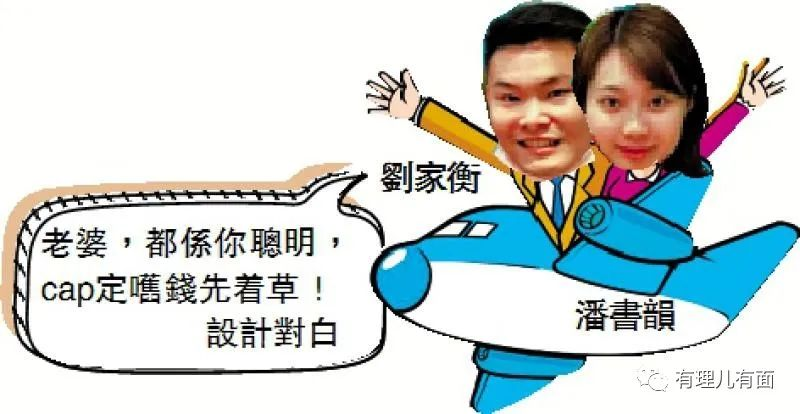 劉家衡
老婆，都係你聰明，
cap定嚿錢先着草！
設計對白
潘書韻
有理儿有面